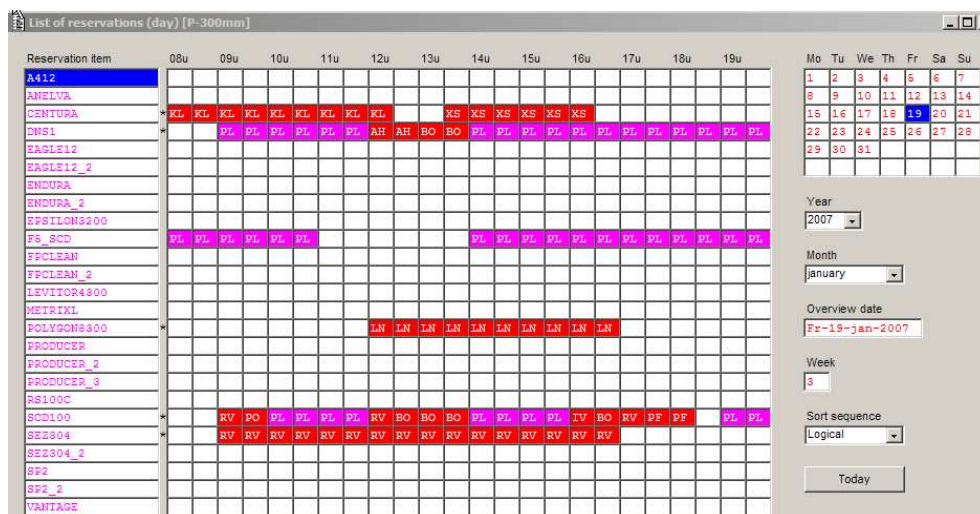 List of reservations (day) [P-300mm]
Reservation item 08u 09u 10u 11u 12u 13u 14u 15u 16u 17u 18u 19u
A412
ANELVA
CENTURA * KL KL KL KL KL KL KL KL KL XS XS XS XS XS XS
DNS1 * PL PL PL PL PL PL AH AH BO BO PL PL PL PL PL PL PL PL PL PL PL PL
EAGLE12
EAGLE12_2
ENDURA
ENDURA_2
EPSILON3200
F5_SCD PL PL PL PL PL PL PL PL PL PL PL PL PL PL PL PL PL PL
FPCLEAN
FPCLEAN_2
LEVITOR4300
METRIXL
POLYGON8300 * LN LN LN LN LN LN LN LN LN LN
PRODUCER
PRODUCER_2
PRODUCER_3
RS100C
SCD100 * RV PO PL PL PL PL RV BO BO BO PL PL PL PL TV BO RV PF PF PL PL
SEZ304 * RV RV RV RV RV RV RV RV RV RV RV RV RV RV RV RV
SEZ304_2
SP2
SP2_2
VANTAGE
Mo Tu We Th Fr Sa Su
1 2 3 4 5 6 7
8 9 10 11 12 13 14
15 16 17 18 19 20 21
22 23 24 25 26 27 28
29 30 31
Year
2007
Month
january
Overview date
Fr-19-jan-2007
Week
3
Sort sequence
Logical
Today